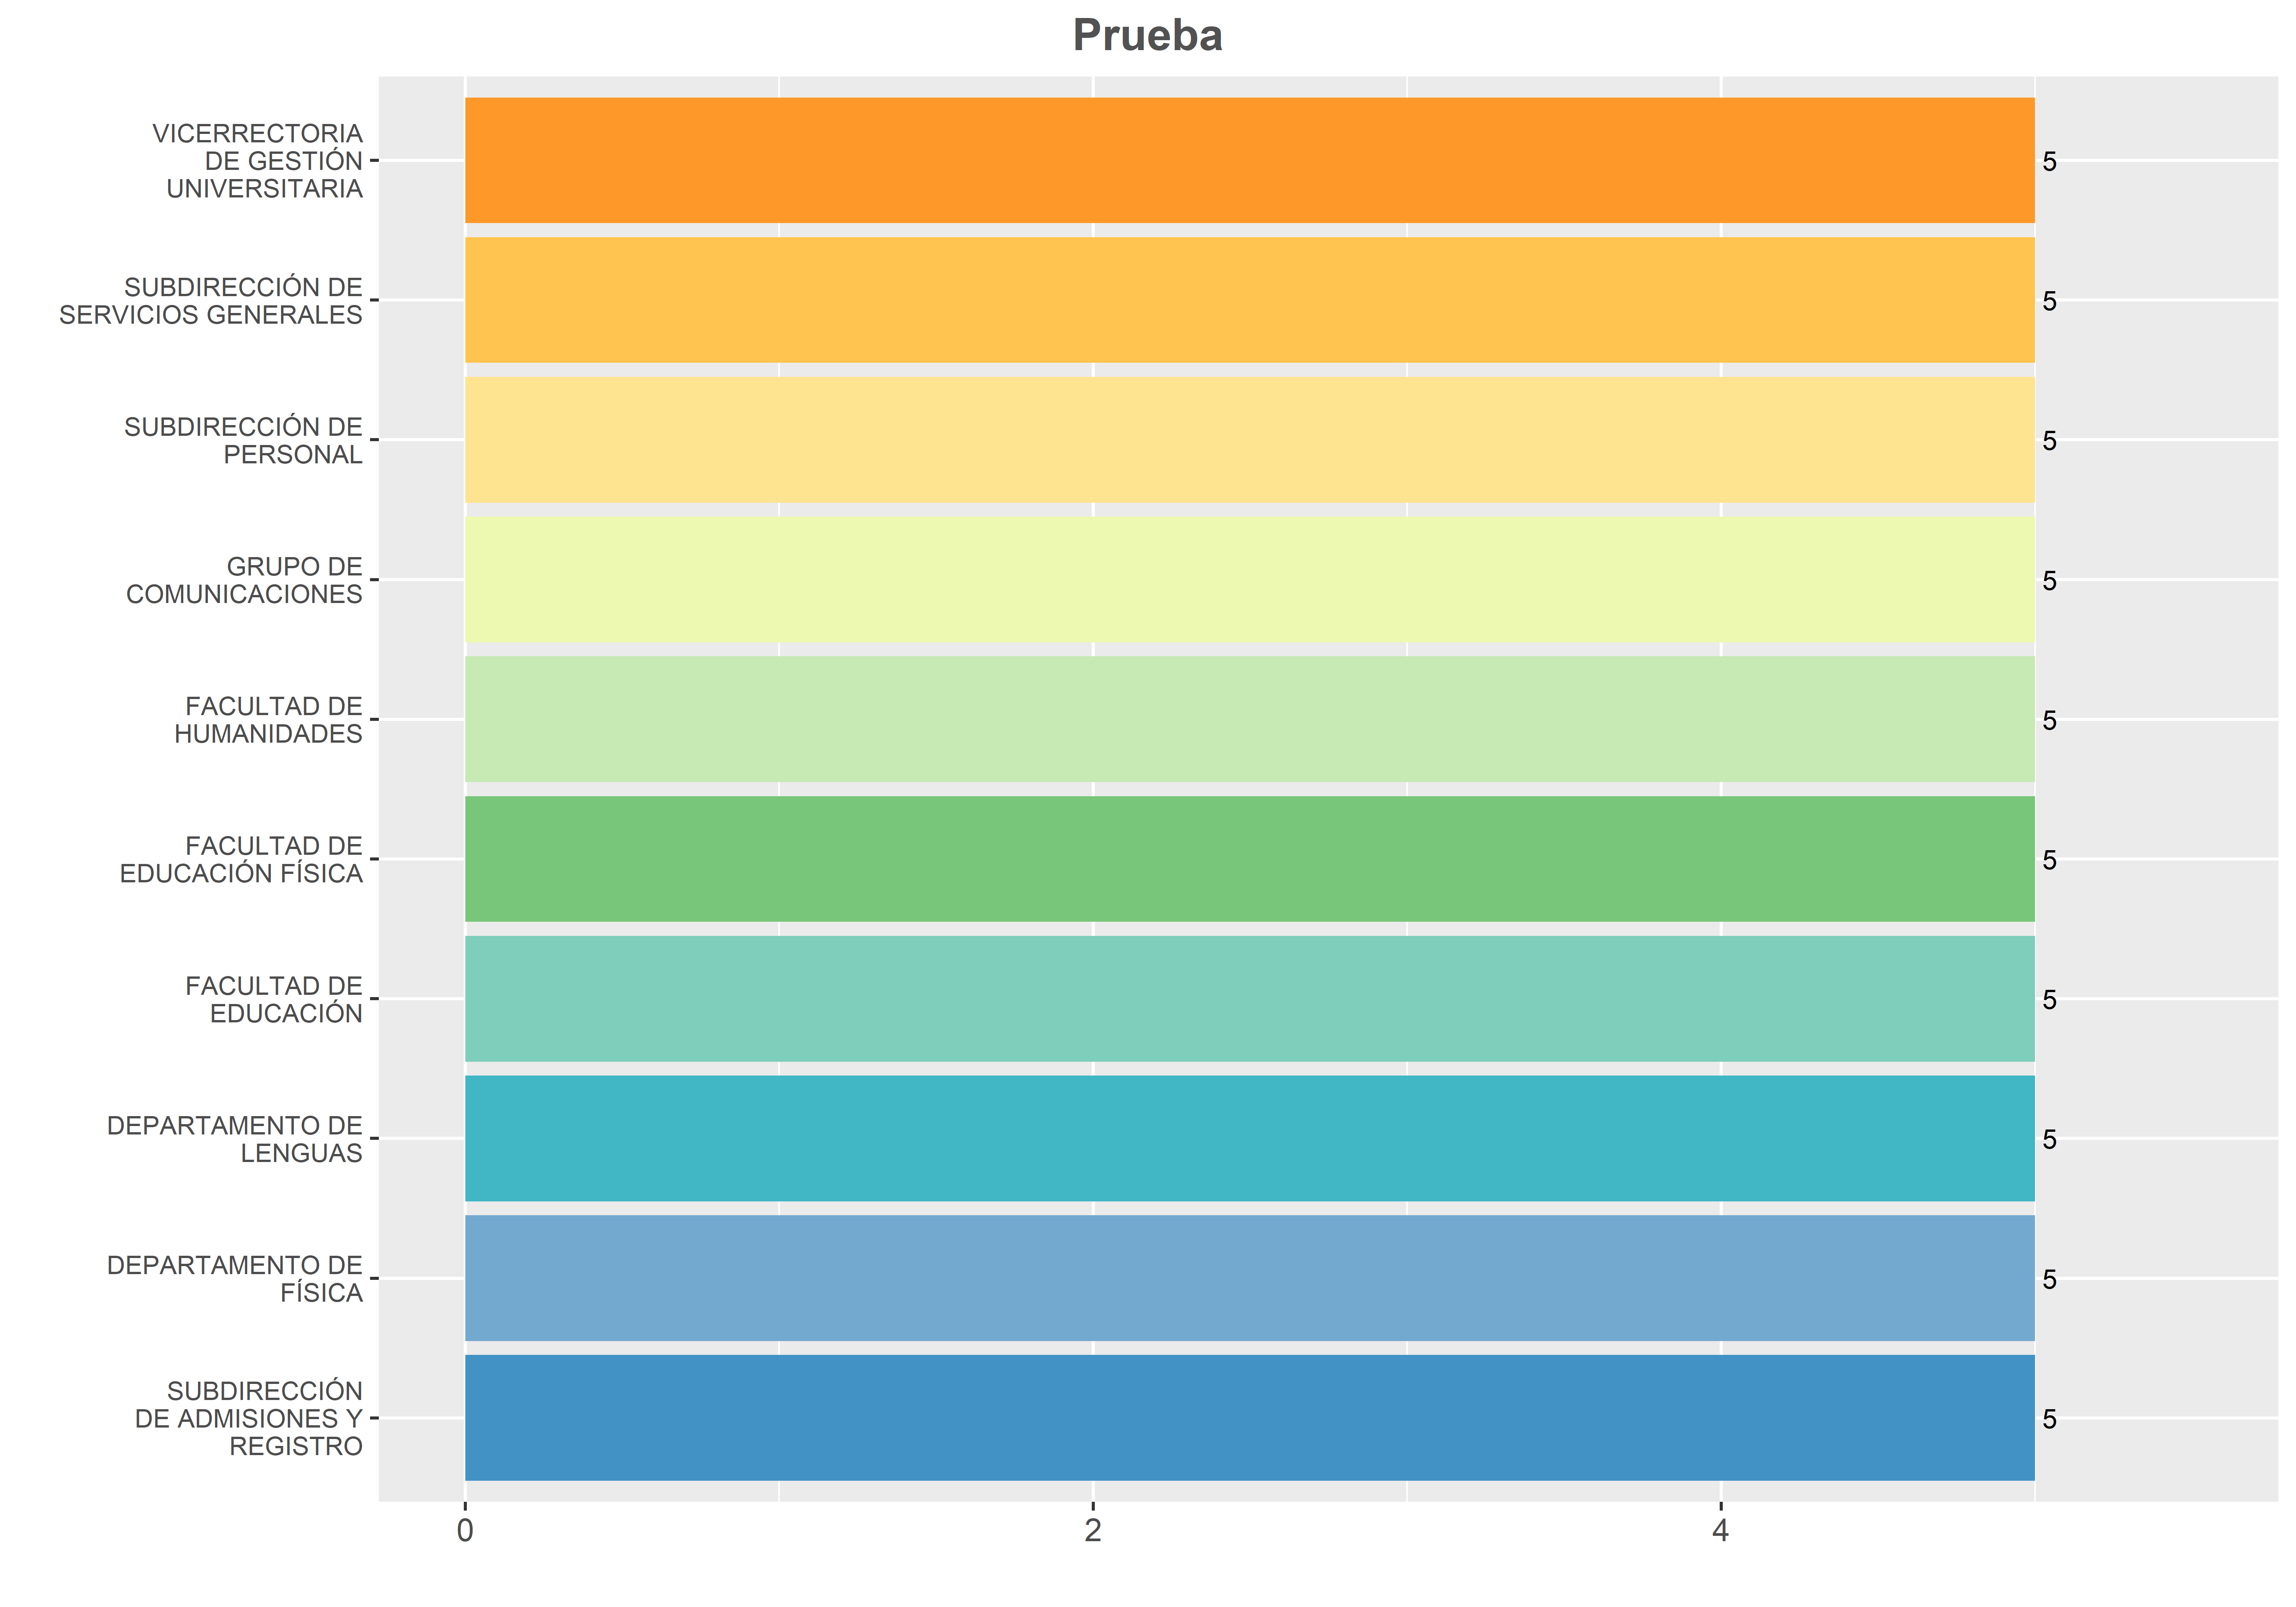 Prueba
VICERRECTORIA
DE GESTIÓN
UNIVERSITARIA
5
SUBDIRECCIÓN DE
SERVICIOS GENERALES
5
SUBDIRECCIÓN DE
PERSONAL
5
GRUPO DE
COMUNICACIONES
5
FACULTAD DE
HUMANIDADES
5
FACULTAD DE
EDUCACIÓN FÍSICA
5
FACULTAD DE
EDUCACIÓN
5
DEPARTAMENTO DE
LENGUAS
5
DEPARTAMENTO DE
FÍSICA
5
SUBDIRECCIÓN
DE ADMISIONES Y
REGISTRO
5
0 2 4